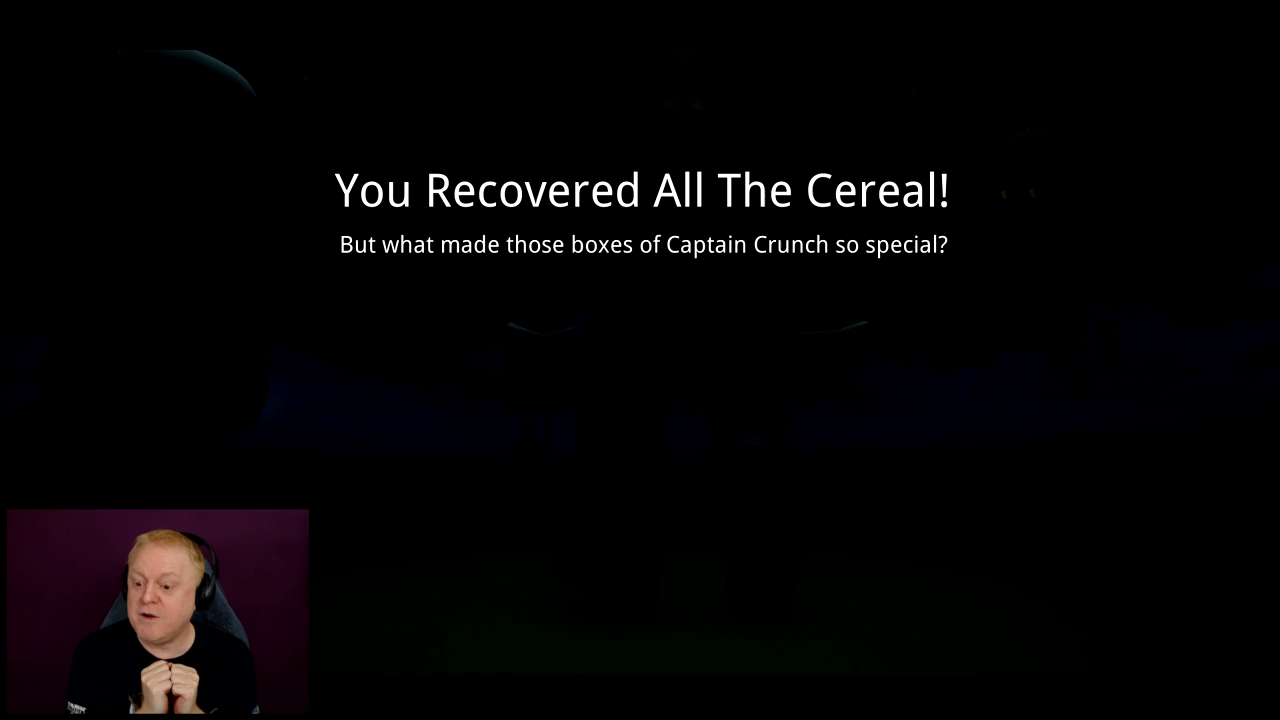 You Recovered All The Cereal!
But what made those boxes of Captain Crunch so special?